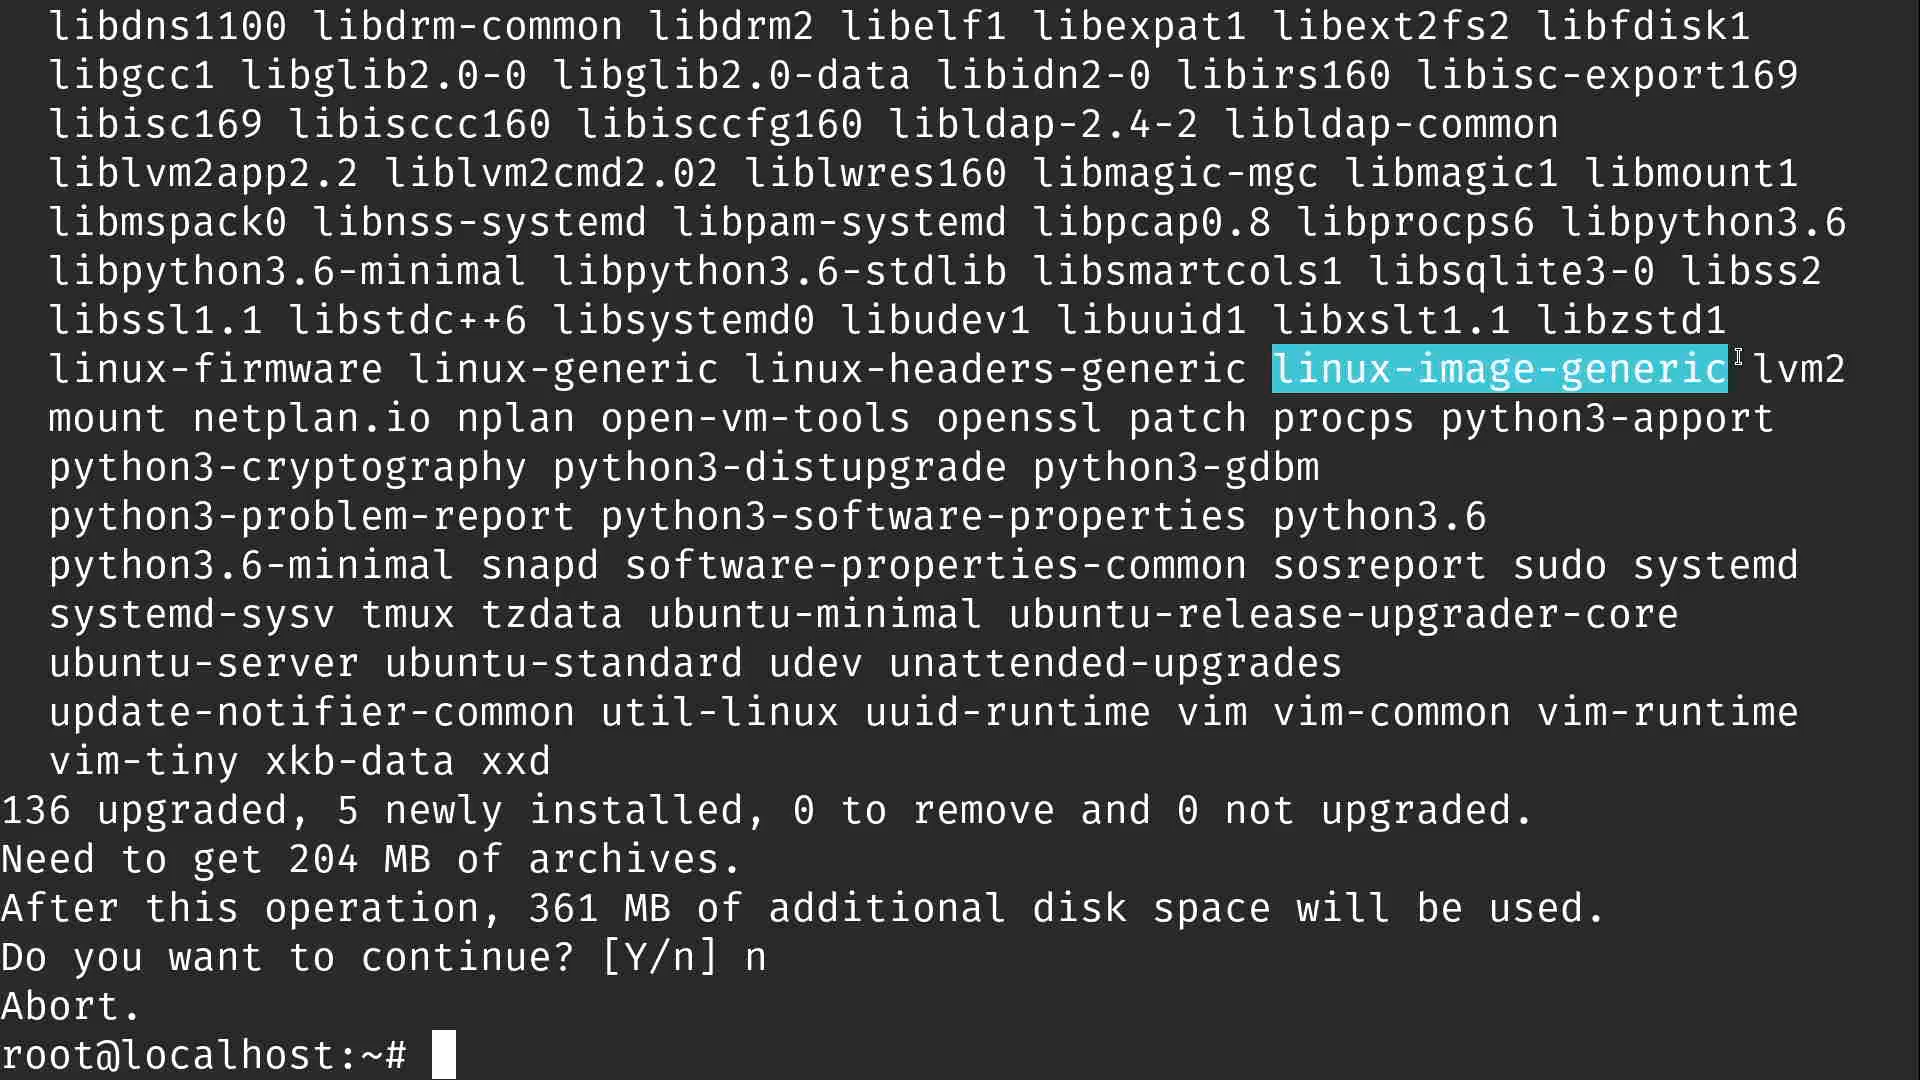 libdns1100 libdrm-common libdrm2 libelf1 libexpat1 libext2fs2 libfdisk1
libgcc1 libglib2.0-0 libglib2.0-data libidn2-0 libirs160 libisc-export169
libisc169 libisccc160 libisccfg160 libldap-2.4-2 libldap-common
liblvm2app2.2 liblvm2cmd2.02 liblwres160 libmagic-mgc libmagic1 libmount1
libmspack0 libnss-systemd libpam-systemd libpcap0.8 libprocps6 libpython3.6
libpython3.6-minimal libpython3.6-stdlib libsmartcols1 libsqlite3-0 libss2
libssl1.1 libstdc++6 libsystemd0 libudev1 libuuid1 libxslt1.1 libzstd1
linux-firmware linux-generic linux-headers-generic linux-image-generic lvm2
mount netplan.io nplan open-vm-tools openssl patch procps python3-apport
python3-cryptography python3-distupgrade python3-gdbm
python3-problem-report python3-software-properties python3.6
python3.6-minimal snapd software-properties-common sosreport sudo systemd
systemd-sysv tmux tzdata ubuntu-minimal ubuntu-release-upgrader-core
ubuntu-server ubuntu-standard udev unattended-upgrades
update-notifier-common util-linux uuid-runtime vim vim-common vim-runtime
vim-tiny xkb-data xxd
136 upgraded, 5 newly installed, 0 to remove and 0 not upgraded.
Need to get 204 MB of archives.
After this operation, 361 MB of additional disk space will be used.
Do you want to continue? [Y/n] n
Abort.
root@localhost:~#